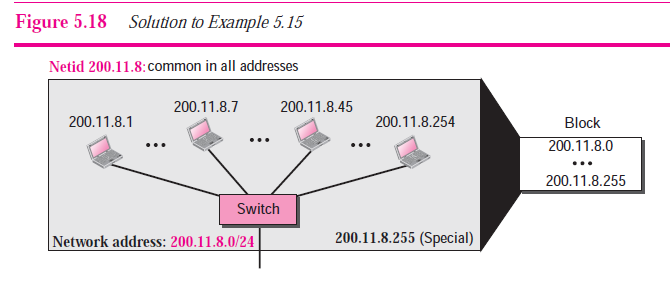 Figure 5.18 Solution to Example 5.15
Netid 200.11.8: common in all addresses
200.11.8.1
200.11.8.7
200.11.8.45
200.11.8.254
Switch
Network address: 200.11.8.0/24
200.11.8.255 (Special)
Block
200.11.8.0
•••
200.11.8.255